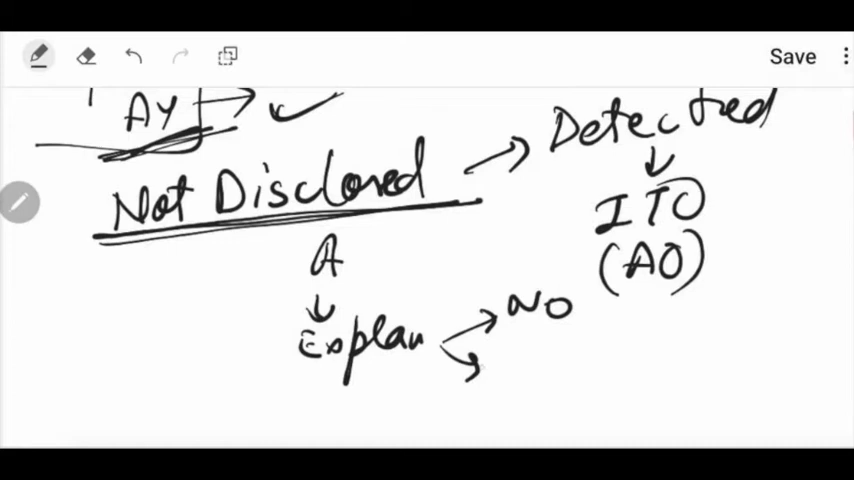 Save
AY
Not Disclosed
Detected
ITO
(AO)
A
Explan
No